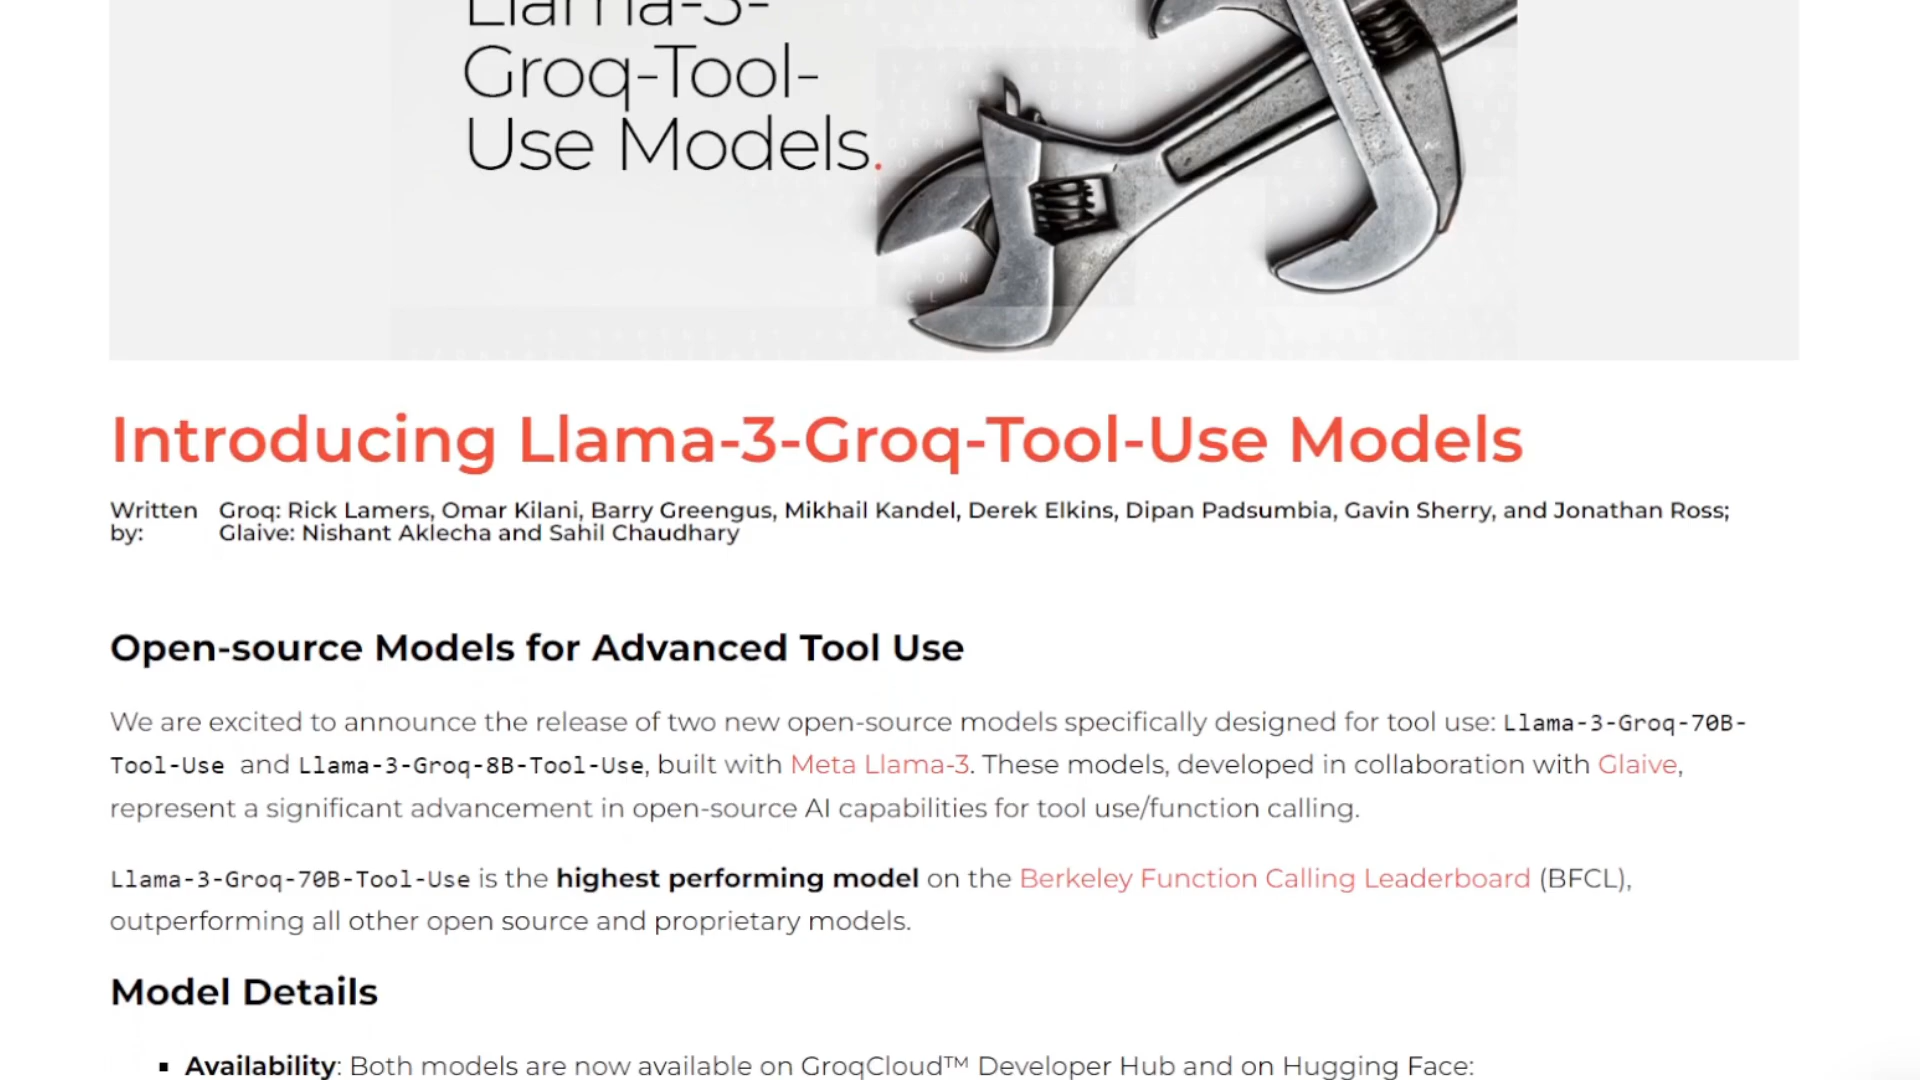 Llama-3-
Groq-Tool-
Use Models.
Introducing Llama-3-Groq-Tool-Use Models
Written by:
Groq: Rick Lamers, Omar Kilani, Barry Greengus, Mikhail Kandel, Derek Elkins, Dipan Padsumbia, Gavin Sherry, and Jonathan Ross;
Glaive: Nishant Aklecha and Sahil Chaudhary
Open-source Models for Advanced Tool Use
We are excited to announce the release of two new open-source models specifically designed for tool use: Llama-3-Groq-70B-
Tool-Use and Llama-3-Groq-8B-Tool-Use, built with Meta Llama-3. These models, developed in collaboration with Glaive,
represent a significant advancement in open-source AI capabilities for tool use/function calling.
Llama-3-Groq-70B-Tool-Use is the highest performing model on the Berkeley Function Calling Leaderboard (BFCL),
outperforming all other open source and proprietary models.
Model Details
▪ Availability: Both models are now available on GroqCloud™ Developer Hub and on Hugging Face: